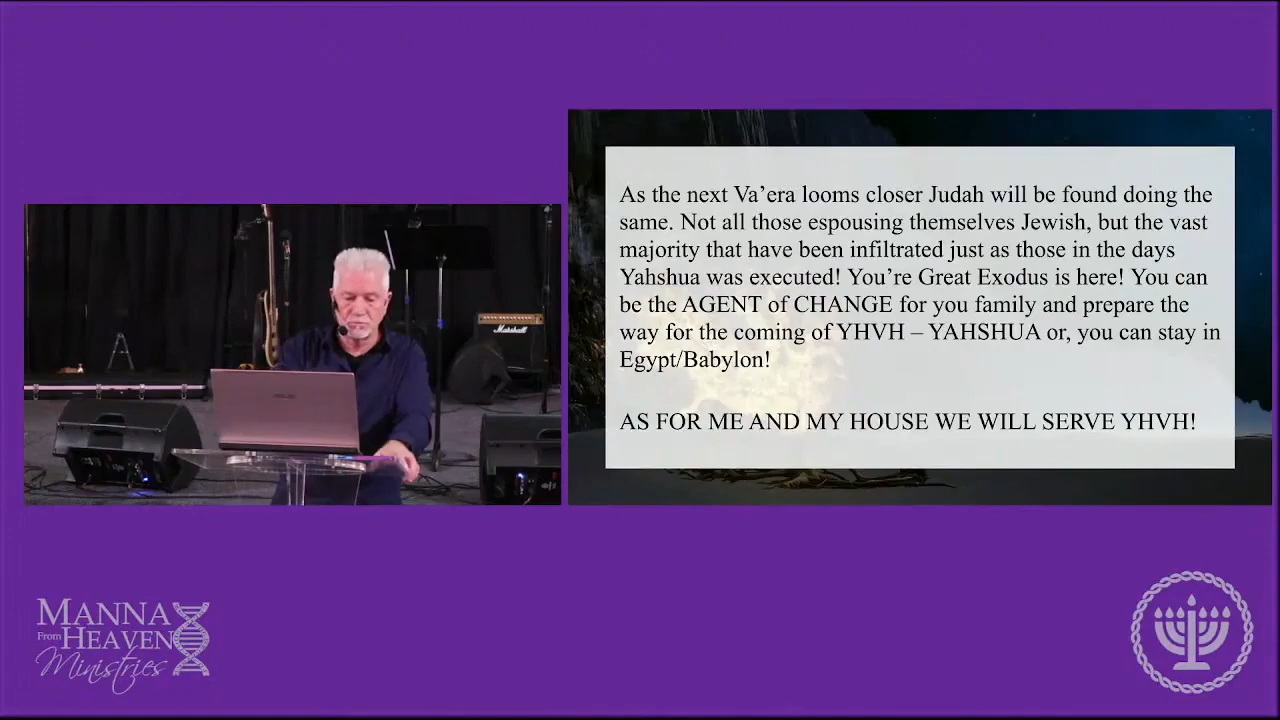 As the next Va’era looms closer Judah will be found doing the
same. Not all those espousing themselves Jewish, but the vast
majority that have been infiltrated just as those in the days
Yahshua was executed! You’re Great Exodus is here! You can
be the AGENT of CHANGE for you family and prepare the
way for the coming of YHVH – YAHSHUA or, you can stay in
Egypt/Babylon!
AS FOR ME AND MY HOUSE WE WILL SERVE YHVH!
Marshall
ASUS
MANNA
From HEAVEN
Ministries